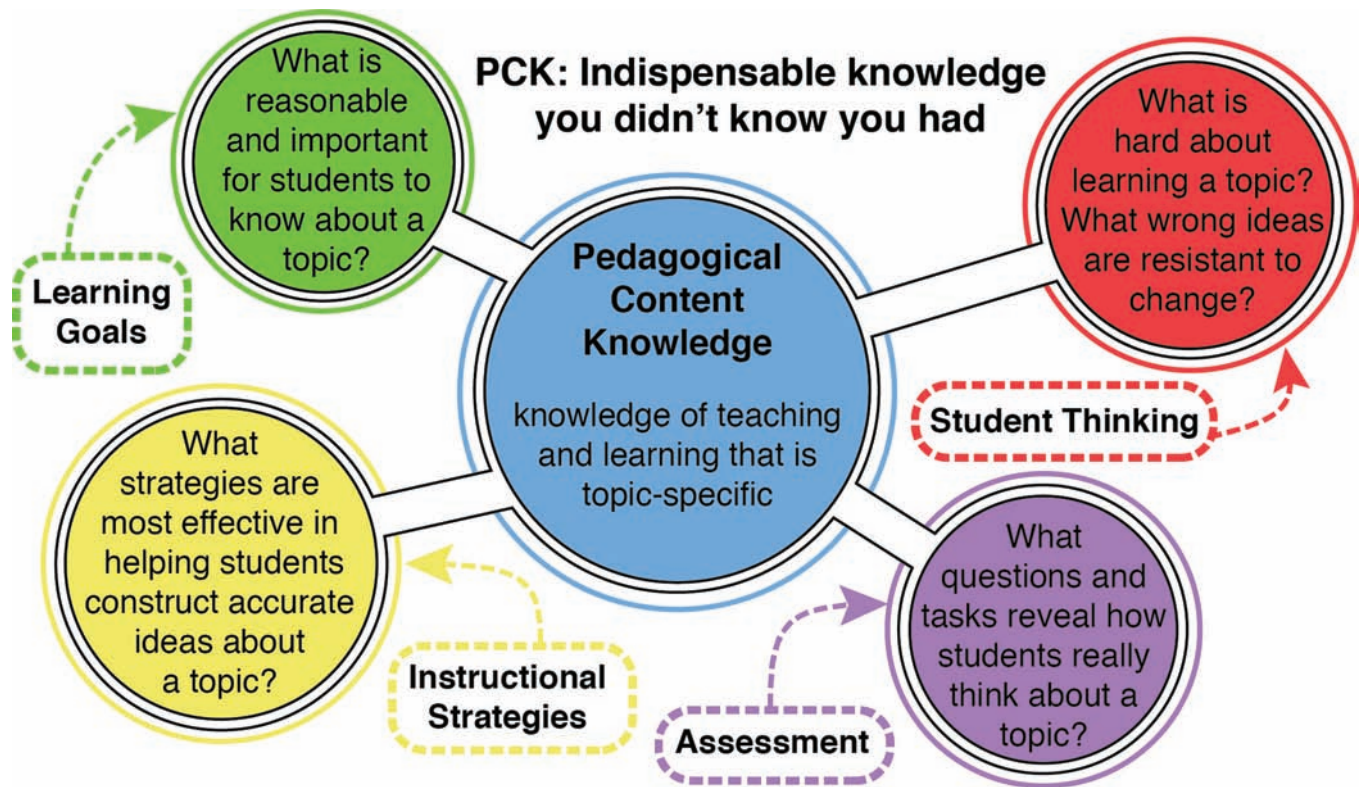 PCK: Indispensable knowledge
you didn't know you had
What is
reasonable
and important
for students to
know about a
topic?
Learning
Goals
What is
hard about
learning a topic?
What wrong ideas
are resistant to
change?
Student Thinking
Pedagogical
Content
Knowledge
knowledge of teaching
and learning that is
topic-specific
What
strategies are
most effective in
helping students
construct accurate
ideas about
a topic?
Instructional
Strategies
What
questions and
tasks reveal how
students really
think about a
topic?
Assessment